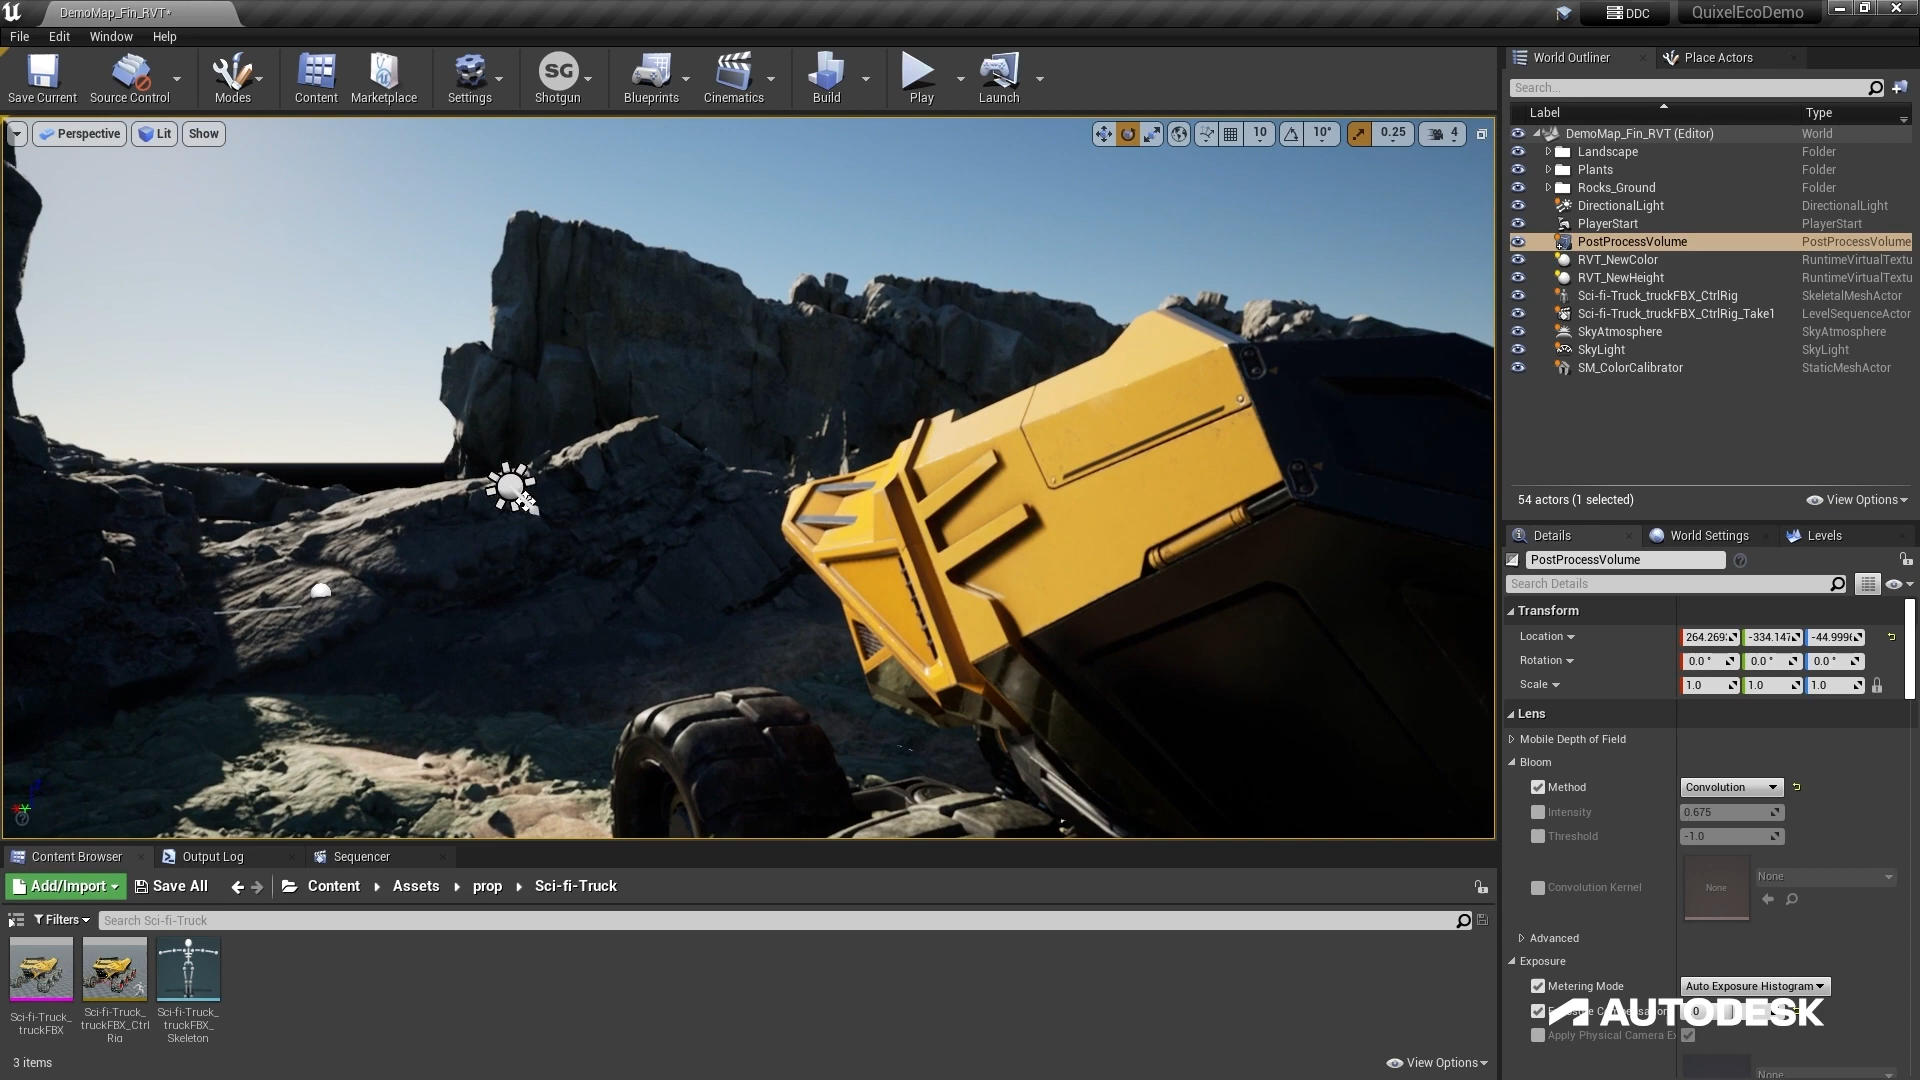 DemoMap_Fin_RVT*
DDC
QuixelEcoDemo
File Edit Window Help
Save Current
Source Control
Modes
Content
Marketplace
Settings
SG
Shotgun
Blueprints
Cinematics
Build
Play
Launch
Perspective
Lit
Show
10
10°
0.25
4
World Outliner
Place Actors
Search...
Label Type
DemoMap_Fin_RVT (Editor) World
Landscape Folder
Plants Folder
Rocks_Ground Folder
DirectionalLight DirectionalLight
PlayerStart PlayerStart
PostProcessVolume PostProcessVolume
RVT_NewColor RuntimeVirtualTextu
RVT_NewHeight RuntimeVirtualTextu
Sci-fi-Truck_truckFBX_CtrlRig SkeletalMeshActor
Sci-fi-Truck_truckFBX_CtrlRig_Take1 LevelSequenceActor
SkyAtmosphere SkyAtmosphere
SkyLight SkyLight
SM_ColorCalibrator StaticMeshActor
54 actors (1 selected)
View Options
Details
World Settings
Levels
PostProcessVolume
Search Details
Transform
Location 264.269 -334.147 -44.999
Rotation 0.0 ° 0.0 ° 0.0 °
Scale 1.0 1.0 1.0
Lens
Mobile Depth of Field
Bloom
Method Convolution
Intensity 0.675
Threshold -1.0
Convolution Kernel None None
Advanced
Exposure
Metering Mode Auto Exposure Histogram
AUTODESK
Apply Physical Camera E
None
Content Browser
Output Log
Sequencer
Add/Import
Save All
Content
Assets
prop
Sci-fi-Truck
Filters
Search Sci-fi-Truck
Sci-fi-Truck_
truckFBX
Sci-fi-Truck_
truckFBX_Ctrl
Rig
Sci-fi-Truck_
truckFBX_
Skeleton
3 items
View Options